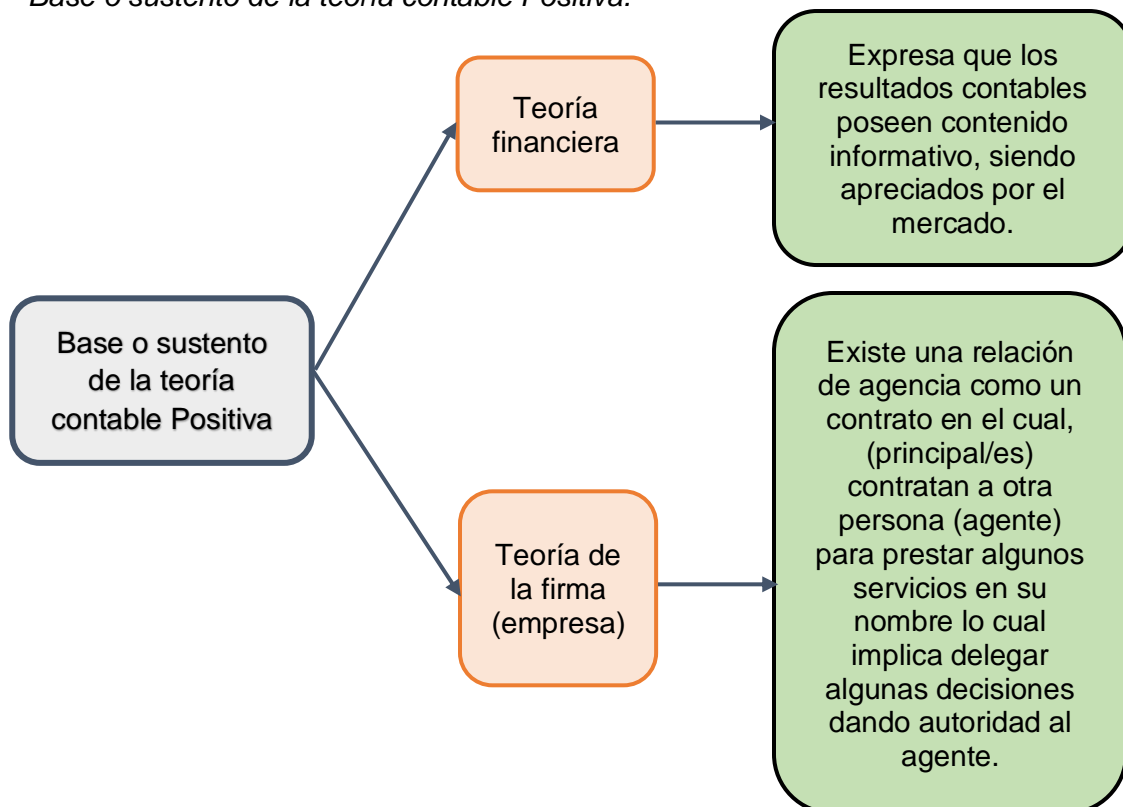 Base o sustento de la teoría contable Positiva.
Teoría
financiera
Expresa que los
resultados contables
poseen contenido
informativo, siendo
apreciados por el
mercado.
Base o sustento
de la teoría
contable Positiva
Teoría de
la firma
(empresa)
Existe una relación
de agencia como un
contrato en el cual,
(principal/es)
contratan a otra
persona (agente)
para prestar algunos
servicios en su
nombre lo cual
implica delegar
algunas decisiones
dando autoridad al
agente.